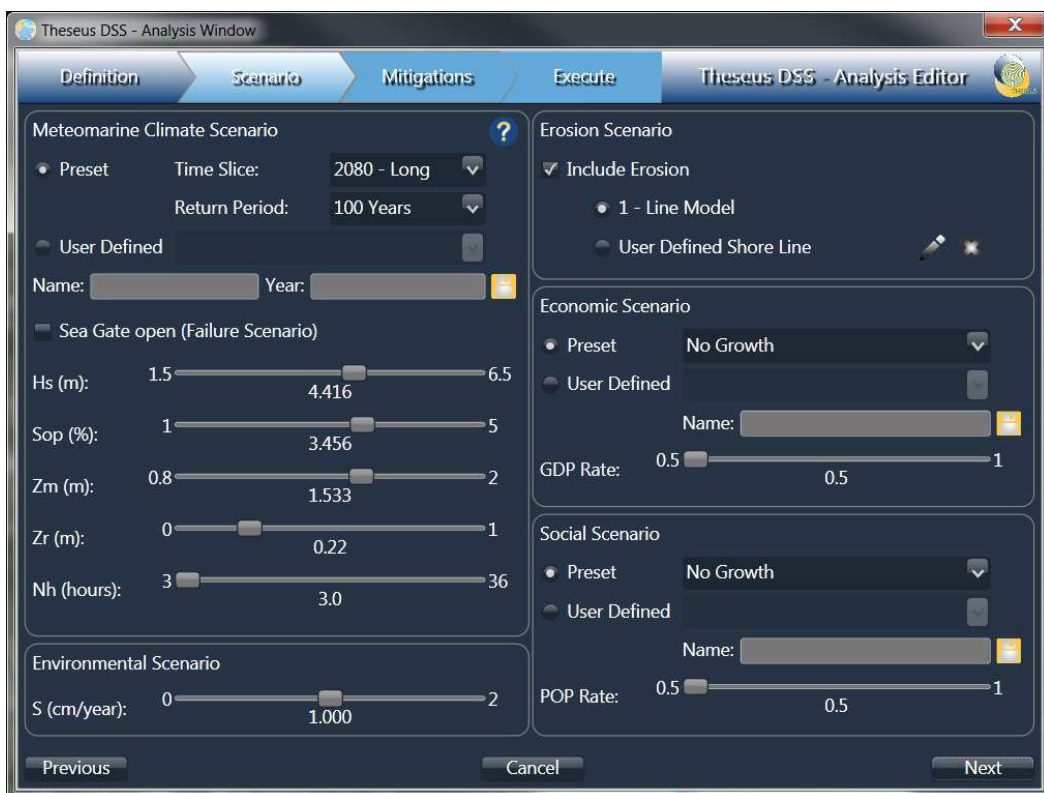 Theseus DSS - Analysis Window
Definition
Scenario
Mitigations
Execute
Theseus DSS - Analysis Editor
Meteomarine Climate Scenario
?
Preset
Time Slice:
2080 - Long
Return Period:
100 Years
User Defined
Name:
Year:
Sea Gate open (Failure Scenario)
Hs (m):
1.5
6.5
4.416
Sop (%):
1
5
3.456
Zm (m):
0.8
2
1.533
Zr (m):
0
1
0.22
Nh (hours):
3
36
3.0
Environmental Scenario
S (cm/year):
0
2
1.000
Erosion Scenario
Include Erosion
1 - Line Model
User Defined Shore Line
Economic Scenario
Preset
No Growth
User Defined
Name:
GDP Rate:
0.5
1
0.5
Social Scenario
Preset
No Growth
User Defined
Name:
POP Rate:
0.5
1
0.5
Previous
Cancel
Next